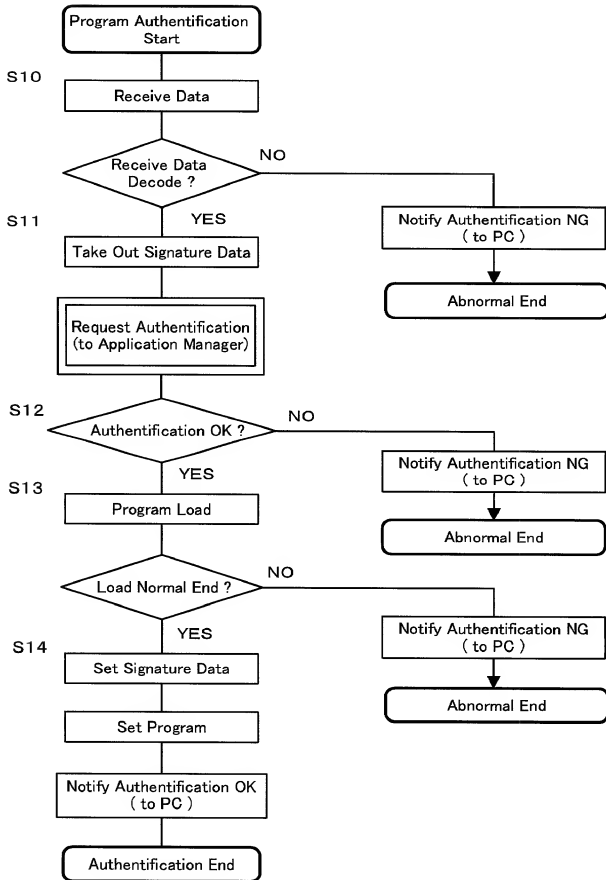 Program Authentification
Start
S10
Receive Data
Receive Data
Decode ?
NO
YES
Notify Authentification NG
( to PC )
Abnormal End
S11
Take Out Signature Data
Request Authentification
(to Application Manager)
S12
Authentification OK ?
NO
YES
Notify Authentification NG
( to PC )
Abnormal End
S13
Program Load
Load Normal End ?
NO
YES
Notify Authentification NG
( to PC )
Abnormal End
S14
Set Signature Data
Set Program
Notify Authentification OK
( to PC )
Authentification End